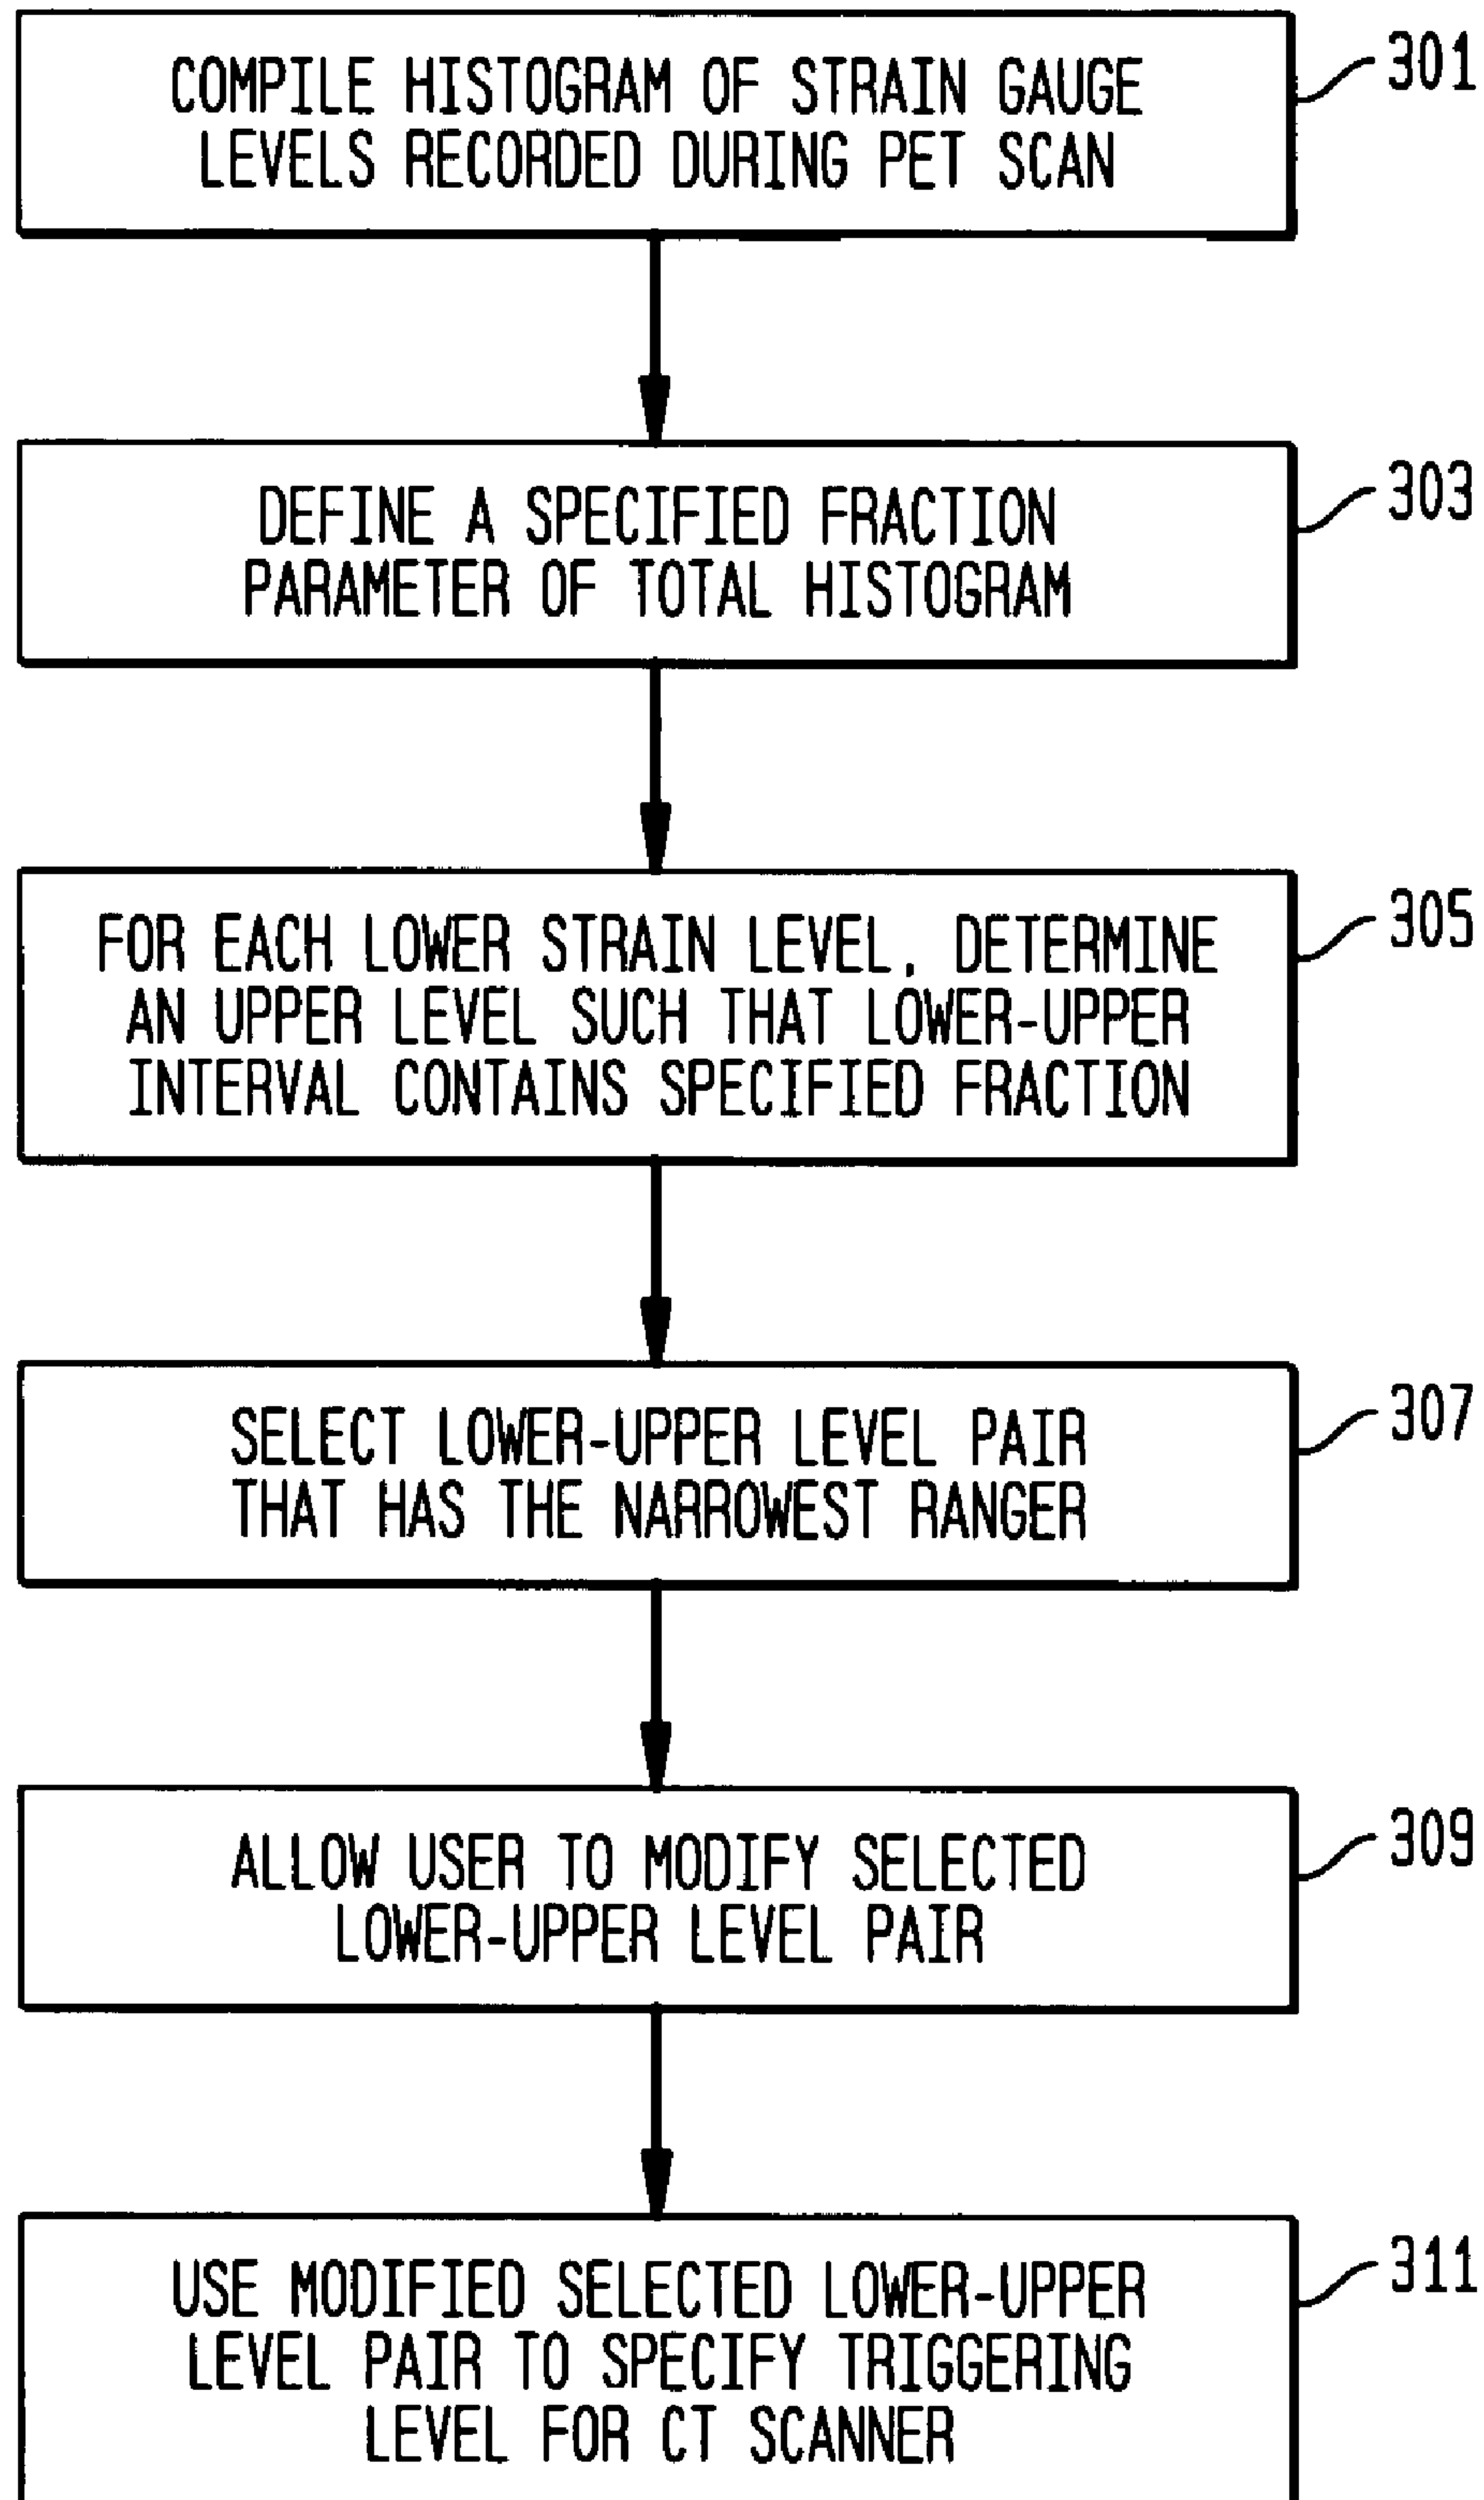 COMPILE HISTOGRAM OF STRAIN GAUGE
LEVELS RECORDED DURING PET SCAN
301
DEFINE A SPECIFIED FRACTION
PARAMETER OF TOTAL HISTOGRAM
303
FOR EACH LOWER STRAIN LEVEL, DETERMINE
AN UPPER LEVEL SUCH THAT LOWER-UPPER
INTERVAL CONTAINS SPECIFIED FRACTION
305
SELECT LOWER-UPPER LEVEL PAIR
THAT HAS THE NARROWEST RANGER
307
ALLOW USER TO MODIFY SELECTED
LOWER-UPPER LEVEL PAIR
309
USE MODIFIED SELECTED LOWER-UPPER
LEVEL PAIR TO SPECIFY TRIGGERING
LEVEL FOR CT SCANNER
311